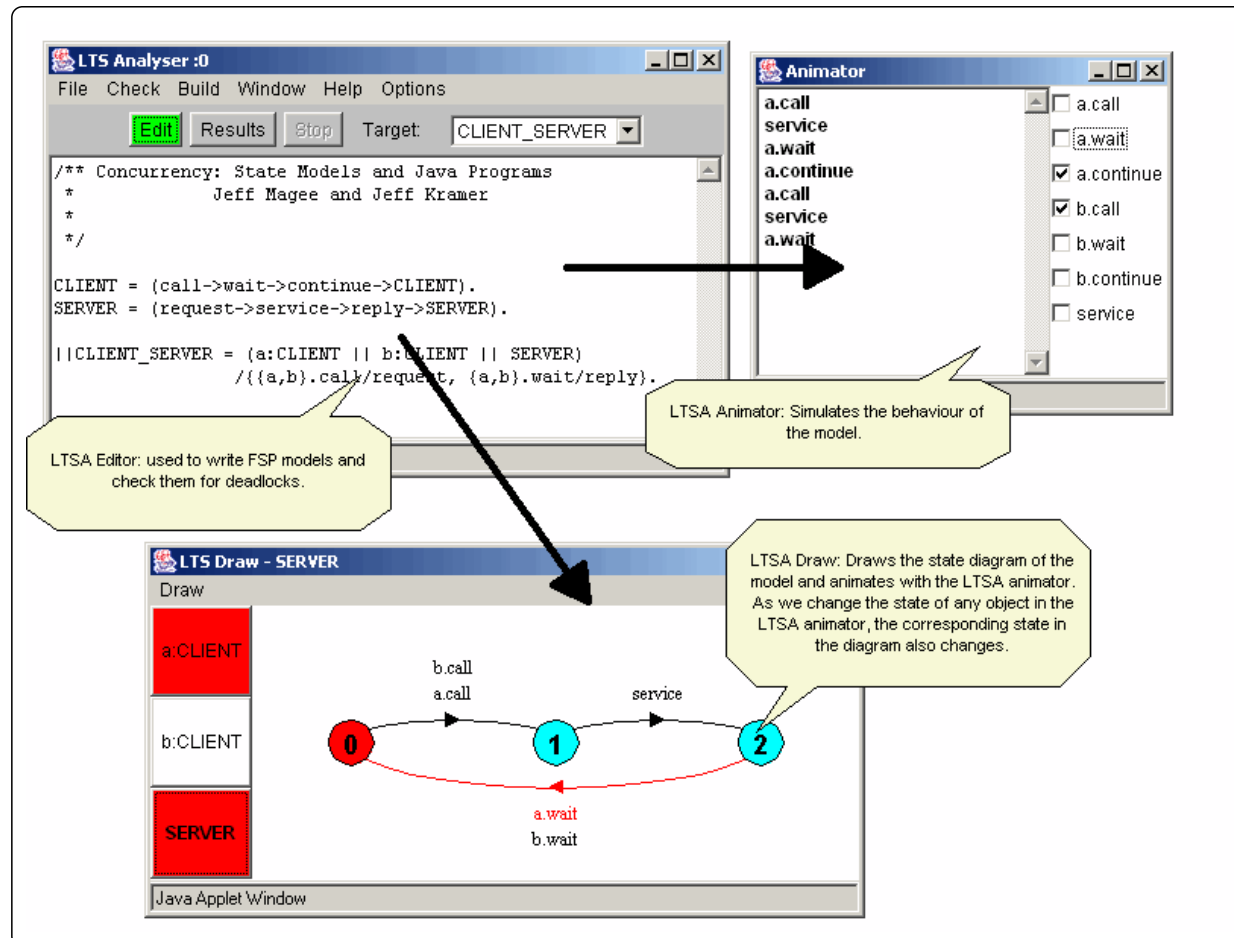 LTS Analyser :0
File Check Build Window Help Options
Edit Results Stop Target: CLIENT_SERVER
/** Concurrency: State Models and Java Programs
* Jeff Magee and Jeff Kramer
*
*/
CLIENT = (call->wait->continue->CLIENT).
SERVER = (request->service->reply->SERVER).
||CLIENT_SERVER = (a:CLIENT || b:CLIENT || SERVER)
/{{a,b}.call/request, {a,b}.wait/reply}.
LTSA Editor: used to write FSP models and
check them for deadlocks.
Animator
a.call
service
a.wait
a.continue
a.call
service
a.wait
a.call
a.wait
a.continue
b.call
b.wait
b.continue
service
LTSA Animator: Simulates the behaviour of
the model.
LTS Draw - SERVER
Draw
a:CLIENT
b:CLIENT
SERVER
b.call
a.call
service
0
1
2
a.wait
b.wait
Java Applet Window
LTSA Draw: Draws the state diagram of the
model and animates with the LTSA animator.
As we change the state of any object in the
LTSA animator, the corresponding state in
the diagram also changes.